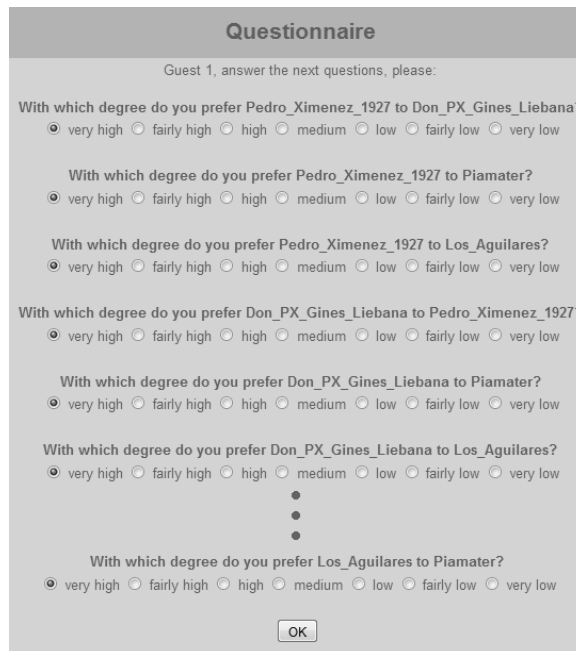 Questionnaire
Guest 1, answer the next questions, please:
With which degree do you prefer Pedro_Ximenez_1927 to Don_PX_Gines_Liebana?
very high fairly high high medium low fairly low very low
With which degree do you prefer Pedro_Ximenez_1927 to Piamater?
very high fairly high high medium low fairly low very low
With which degree do you prefer Pedro_Ximenez_1927 to Los_Aguilares?
very high fairly high high medium low fairly low very low
With which degree do you prefer Don_PX_Gines_Liebana to Pedro_Ximenez_1927?
very high fairly high high medium low fairly low very low
With which degree do you prefer Don_PX_Gines_Liebana to Piamater?
very high fairly high high medium low fairly low very low
With which degree do you prefer Don_PX_Gines_Liebana to Los_Aguilares?
very high fairly high high medium low fairly low very low
With which degree do you prefer Los_Aguilares to Piamater?
very high fairly high high medium low fairly low very low
OK